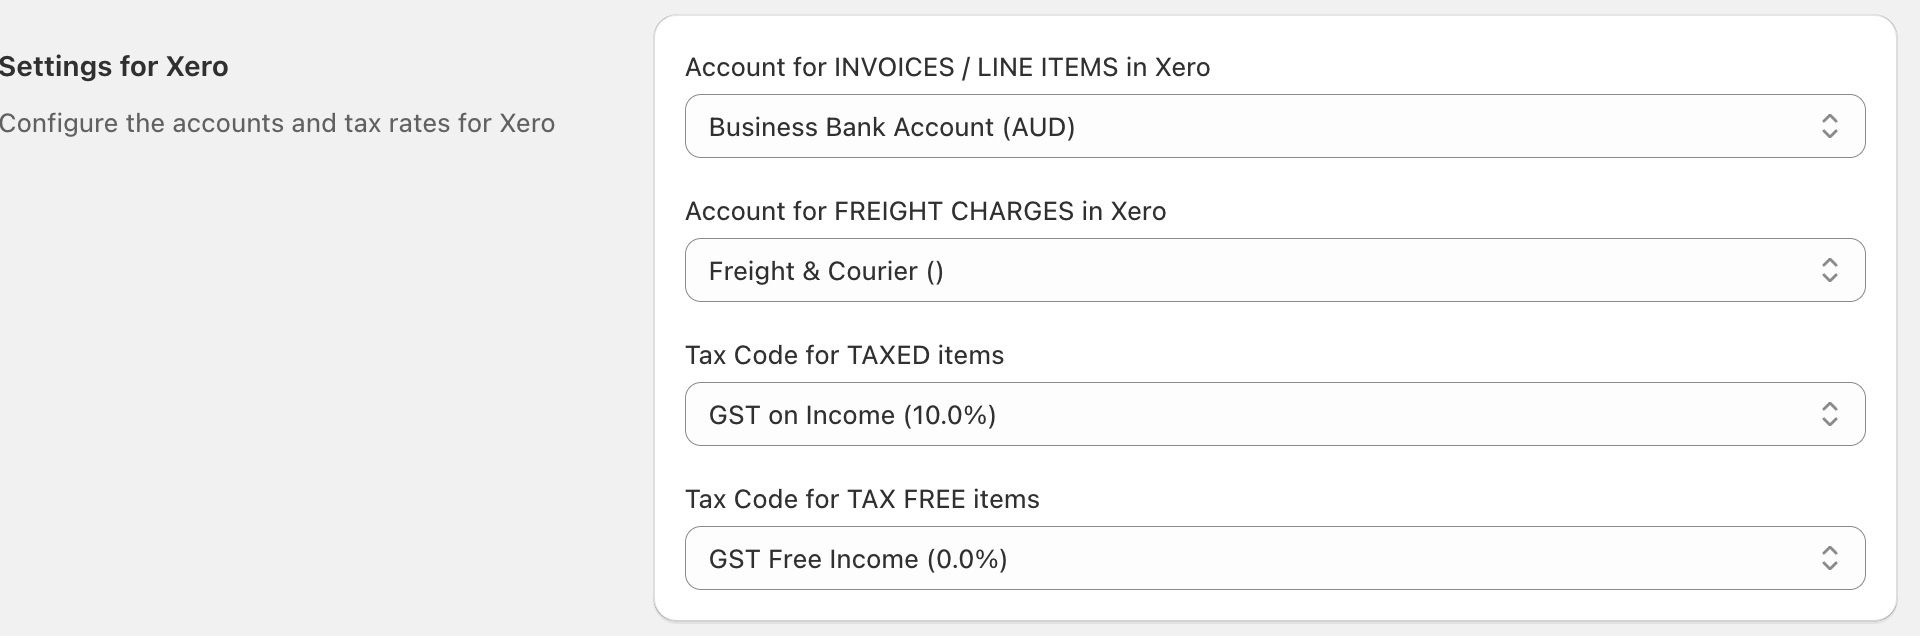 Settings for Xero
Configure the accounts and tax rates for Xero
Account for INVOICES / LINE ITEMS in Xero
Business Bank Account (AUD)
Account for FREIGHT CHARGES in Xero
Freight & Courier ()
Tax Code for TAXED items
GST on Income (10.0%)
Tax Code for TAX FREE items
GST Free Income (0.0%)